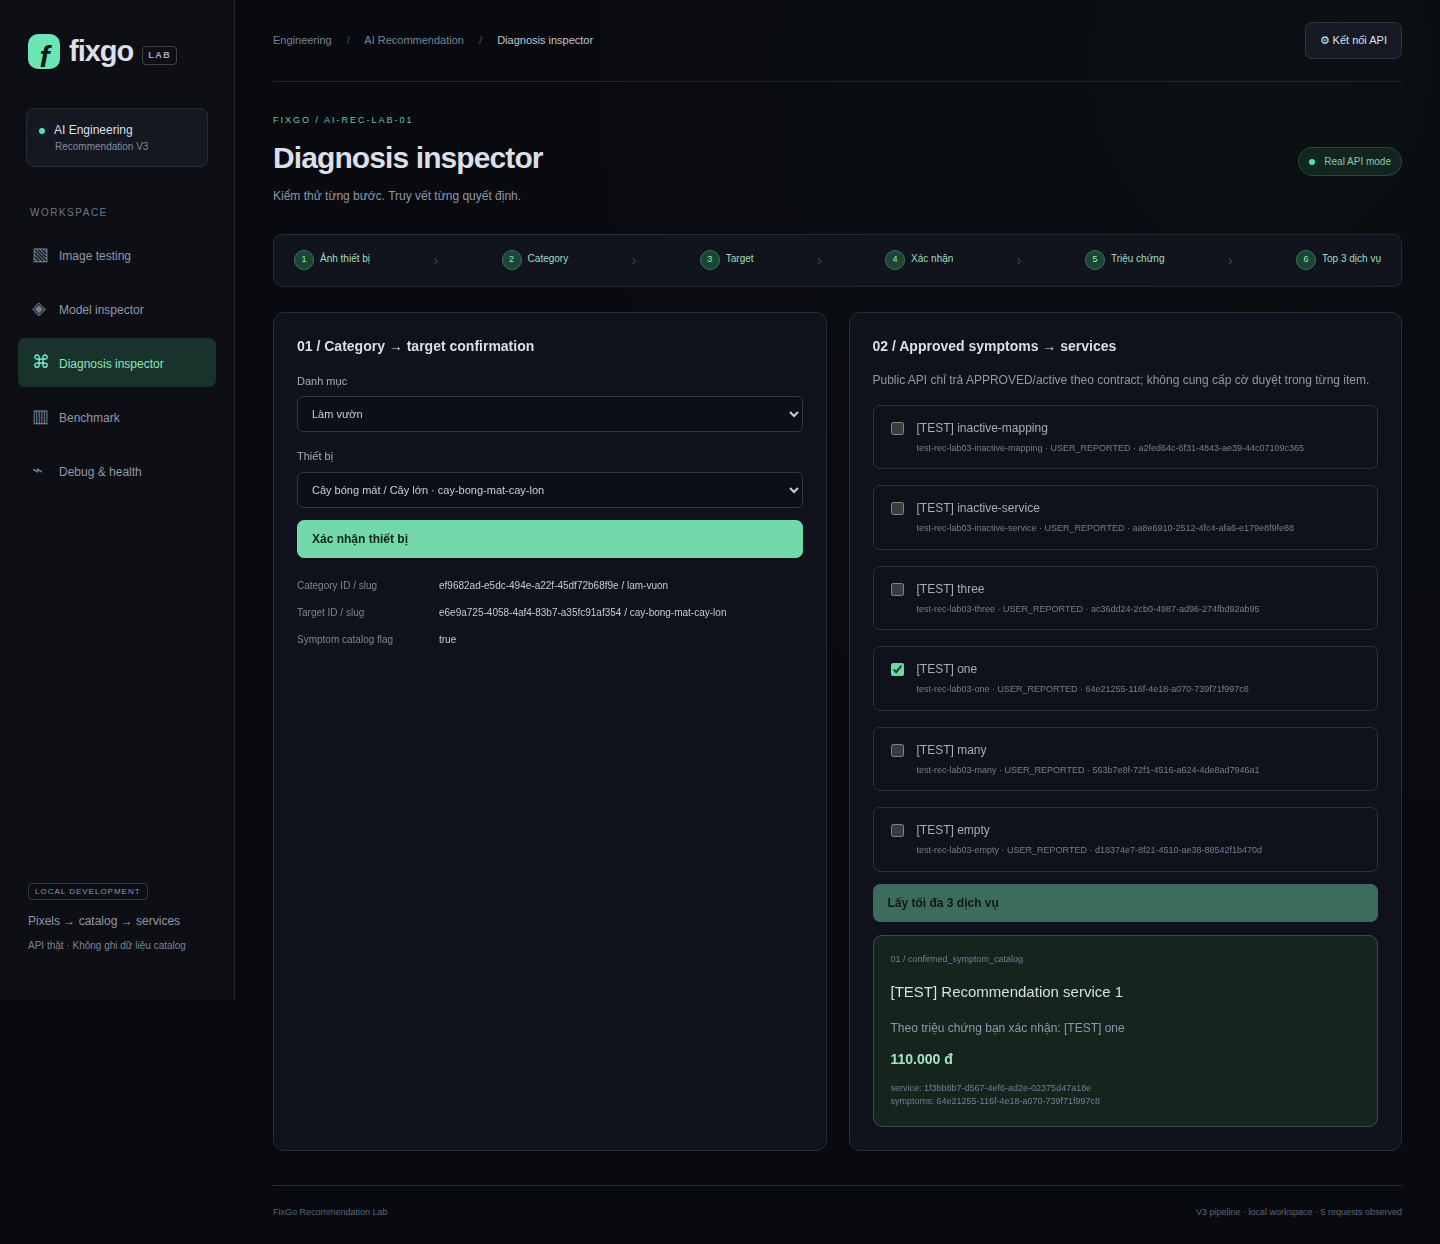 fixgo LAB
AI Engineering
Recommendation V3
WORKSPACE
Image testing
Model inspector
Diagnosis inspector
Benchmark
Debug & health
LOCAL DEVELOPMENT
Pixels → catalog → services
API thật · Không ghi dữ liệu catalog
Engineering / AI Recommendation / Diagnosis inspector
⚙ Kết nối API
FIXGO / AI-REC-LAB-01
Diagnosis inspector
Real API mode
Kiểm thử từng bước. Truy vết từng quyết định.
1 Ảnh thiết bị › 2 Category › 3 Target › 4 Xác nhận › 5 Triệu chứng › 6 Top 3 dịch vụ
01 / Category → target confirmation
Danh mục
Làm vườn
Thiết bị
Cây bóng mát / Cây lớn · cay-bong-mat-cay-lon
Xác nhận thiết bị
Category ID / slug ef9682ad-e5dc-494e-a22f-45df72b68f9e / lam-vuon
Target ID / slug e6e9a725-4058-4af4-83b7-a35fc91af354 / cay-bong-mat-cay-lon
Symptom catalog flag true
02 / Approved symptoms → services
Public API chỉ trả APPROVED/active theo contract; không cung cấp cờ duyệt trong từng item.
[TEST] inactive-mapping
test-rec-lab03-inactive-mapping · USER_REPORTED · a2fed64c-6f31-4843-ae39-44c07109c365
[TEST] inactive-service
test-rec-lab03-inactive-service · USER_REPORTED · aa8e6910-2512-4fc4-afa6-e179e8f9fe88
[TEST] three
test-rec-lab03-three · USER_REPORTED · ac36dd24-2cb0-4987-ad96-274fbd92ab95
[TEST] one
test-rec-lab03-one · USER_REPORTED · 64e21255-116f-4e18-a070-739f71f997c8
[TEST] many
test-rec-lab03-many · USER_REPORTED · 563b7e8f-72f1-4516-a624-4de8ad7946a1
[TEST] empty
test-rec-lab03-empty · USER_REPORTED · d18374e7-8f21-4510-ae38-88542f1b470d
Lấy tối đa 3 dịch vụ
01 / confirmed_symptom_catalog
[TEST] Recommendation service 1
Theo triệu chứng bạn xác nhận: [TEST] one
110.000 đ
service: 1f3bb8b7-d567-4ef6-ad2e-02375d47a18e
symptoms: 64e21255-116f-4e18-a070-739f71f997c8
FixGo Recommendation Lab
V3 pipeline · local workspace · 5 requests observed